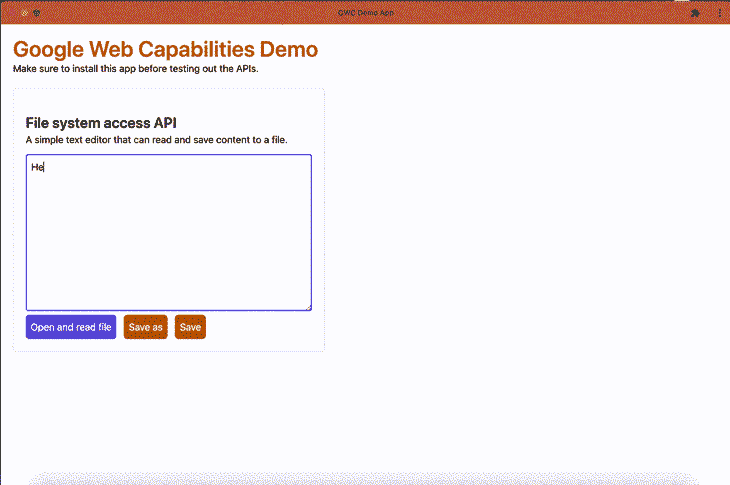 GWC Demo App
Google Web Capabilities Demo
Make sure to install this app before testing out the APIs.
File system access API
A simple text editor that can read and save content to a file.
He
Open and read file
Save as
Save